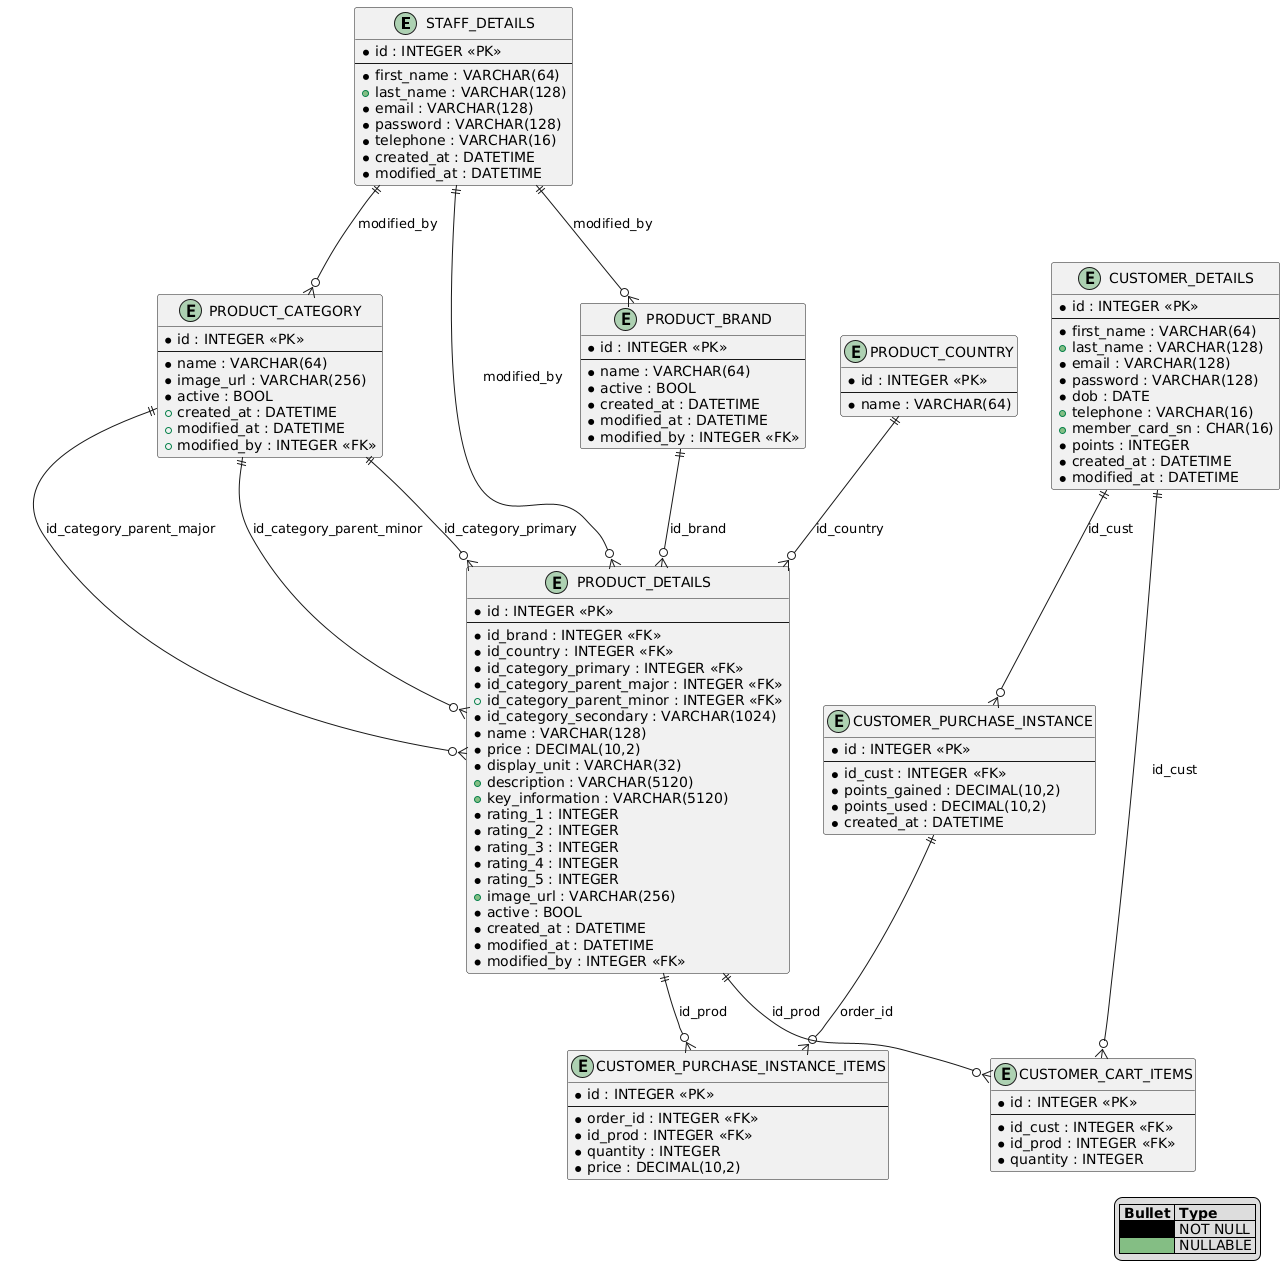 E STAFF_DETAILS
id : INTEGER «PK»
first_name : VARCHAR(64)
last_name : VARCHAR(128)
email : VARCHAR(128)
password : VARCHAR(128)
telephone : VARCHAR(16)
created_at : DATETIME
modified_at : DATETIME
modified_by
modified_by
modified_by
E PRODUCT_CATEGORY
id : INTEGER «PK»
name : VARCHAR(64)
image_url : VARCHAR(256)
active : BOOL
created_at : DATETIME
modified_at : DATETIME
modified_by : INTEGER «FK»
E PRODUCT_BRAND
id : INTEGER «PK»
name : VARCHAR(64)
active : BOOL
created_at : DATETIME
modified_at : DATETIME
modified_by : INTEGER «FK»
E PRODUCT_COUNTRY
id : INTEGER «PK»
name : VARCHAR(64)
E CUSTOMER_DETAILS
id : INTEGER «PK»
first_name : VARCHAR(64)
last_name : VARCHAR(128)
email : VARCHAR(128)
password : VARCHAR(128)
dob : DATE
telephone : VARCHAR(16)
member_card_sn : CHAR(16)
points : INTEGER
created_at : DATETIME
modified_at : DATETIME
id_category_parent_major
id_category_parent_minor
id_category_primary
id_brand
id_country
id_cust
id_cust
E PRODUCT_DETAILS
id : INTEGER «PK»
id_brand : INTEGER «FK»
id_country : INTEGER «FK»
id_category_primary : INTEGER «FK»
id_category_parent_major : INTEGER «FK»
id_category_parent_minor : INTEGER «FK»
id_category_secondary : VARCHAR(1024)
name : VARCHAR(128)
price : DECIMAL(10,2)
display_unit : VARCHAR(32)
description : VARCHAR(5120)
key_information : VARCHAR(5120)
rating_1 : INTEGER
rating_2 : INTEGER
rating_3 : INTEGER
rating_4 : INTEGER
rating_5 : INTEGER
image_url : VARCHAR(256)
active : BOOL
created_at : DATETIME
modified_at : DATETIME
modified_by : INTEGER «FK»
E CUSTOMER_PURCHASE_INSTANCE
id : INTEGER «PK»
id_cust : INTEGER «FK»
points_gained : DECIMAL(10,2)
points_used : DECIMAL(10,2)
created_at : DATETIME
id_prod
id_prod
order_id
E CUSTOMER_PURCHASE_INSTANCE_ITEMS
id : INTEGER «PK»
order_id : INTEGER «FK»
id_prod : INTEGER «FK»
quantity : INTEGER
price : DECIMAL(10,2)
E CUSTOMER_CART_ITEMS
id : INTEGER «PK»
id_cust : INTEGER «FK»
id_prod : INTEGER «FK»
quantity : INTEGER
Bullet Type
NOT NULL
NULLABLE